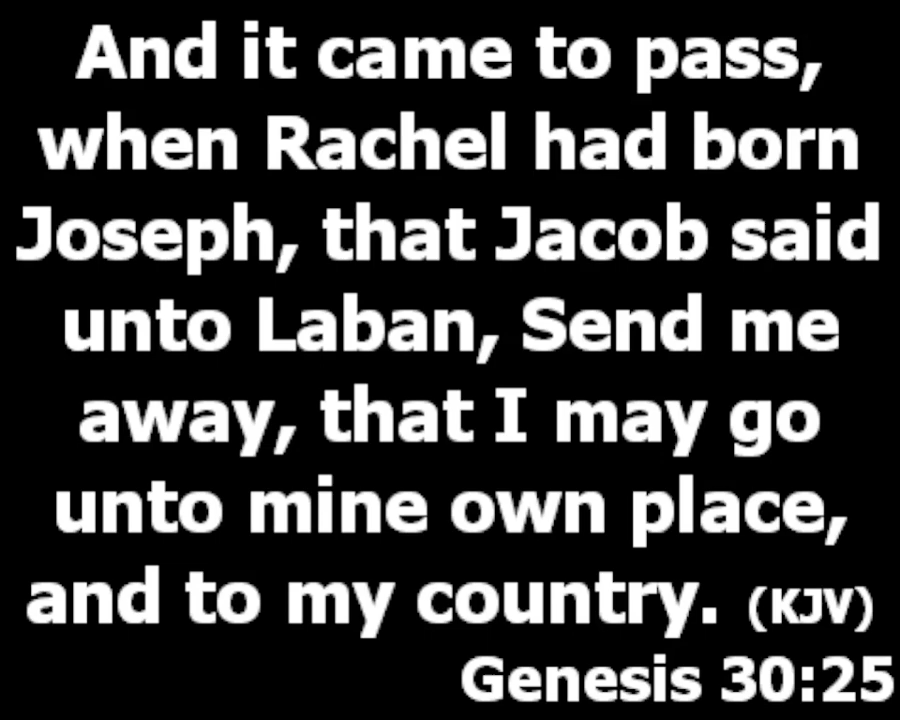 And it came to pass,
when Rachel had born
Joseph, that Jacob said
unto Laban, Send me
away, that I may go
unto mine own place,
and to my country. (KJV)
Genesis 30:25